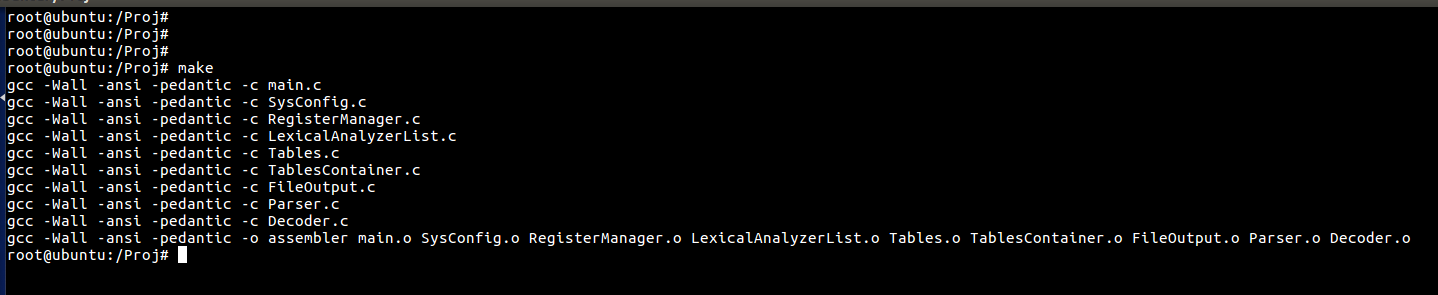 root@ubuntu:/Proj#
root@ubuntu:/Proj#
root@ubuntu:/Proj#
root@ubuntu:/Proj# make
gcc -Wall -ansi -pedantic -c main.c
gcc -Wall -ansi -pedantic -c SysConfig.c
gcc -Wall -ansi -pedantic -c RegisterManager.c
gcc -Wall -ansi -pedantic -c LexicalAnalyzerList.c
gcc -Wall -ansi -pedantic -c Tables.c
gcc -Wall -ansi -pedantic -c TablesContainer.c
gcc -Wall -ansi -pedantic -c FileOutput.c
gcc -Wall -ansi -pedantic -c Parser.c
gcc -Wall -ansi -pedantic -c Decoder.c
gcc -Wall -ansi -pedantic -o assembler main.o SysConfig.o RegisterManager.o LexicalAnalyzerList.o Tables.o TablesContainer.o FileOutput.o Parser.o Decoder.o
root@ubuntu:/Proj#